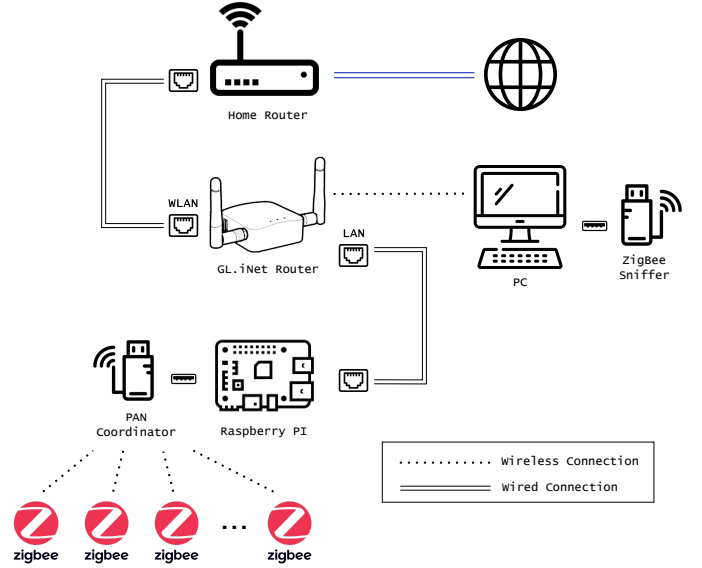 Home Router
WLAN
LAN
GL.iNet Router
PC
ZigBee
Sniffer
PAN
Coordinator
Raspberry PI
Wireless Connection
Wired Connection
...
zigbee
zigbee
zigbee
zigbee